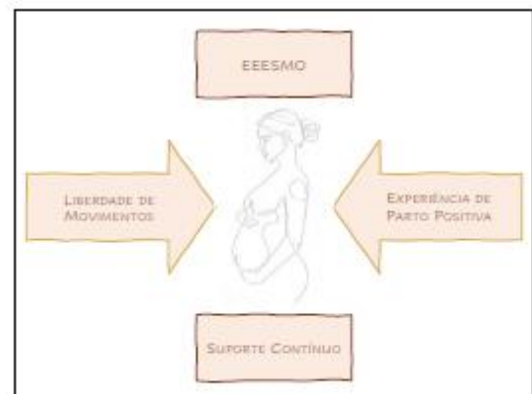 EEESMO
LIBERDADE DE
MOVIMENTOS
EXPERIÊNCIA DE
PARTO POSITIVA
SUPORTE CONTÍNUO